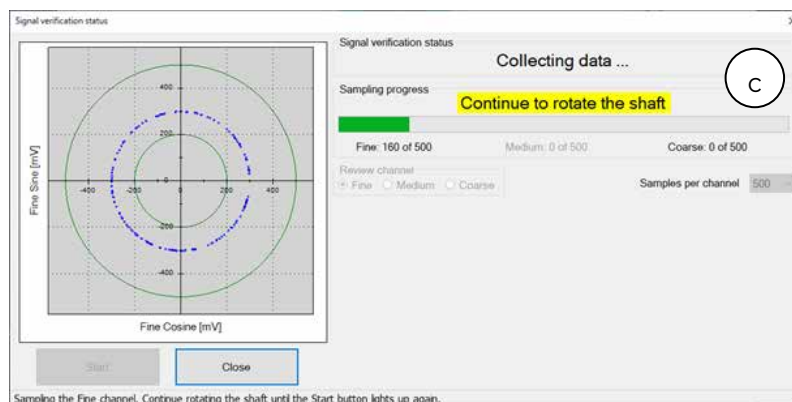 Signal verification status
Signal verification status
Collecting data ...
Sampling progress
Continue to rotate the shaft
Fine: 160 of 500
Medium: 0 of 500
Coarse: 0 of 500
Review channel
Fine
Medium
Coarse
Samples per channel
500
C
400
200
-400
-200
0
200
400
-200
-400
Fine Sine [mV]
Fine Cosine [mV]
Start
Close
Sampling the Fine channel. Continue rotating the shaft until the Start button lights up again.